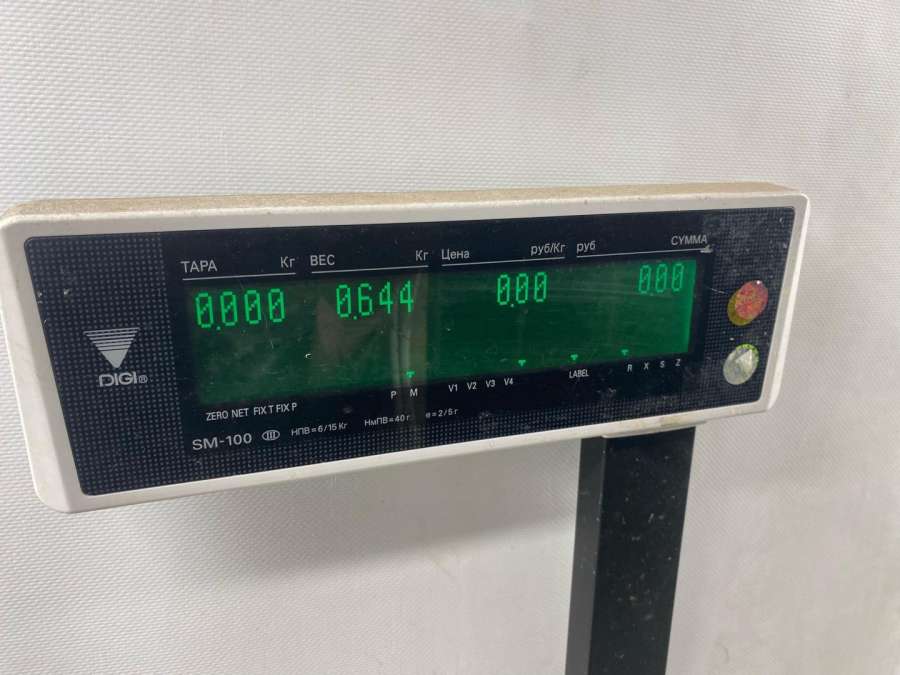 ТАРА Кг ВЕС Кг Цена руб/Кг руб СУММА
0.000 0.644 0.00 0.00
DIGI®
P M V1 V2 V3 V4 LABEL R X S Z
ZERO NET FIX T FIX P
SM-100 III НПВ=6/15 Кг НмПВ=40 г e=2/5 г